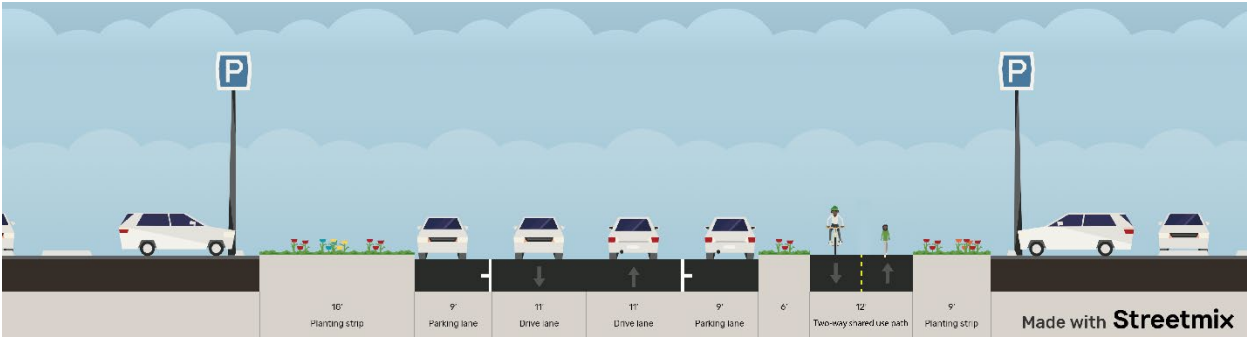 P
P
18'
Planting strip
9'
Parking lane
11'
Drive lane
11'
Drive lane
9'
Parking lane
6'
12'
Two-way shared use path
9'
Planting strip
Made with Streetmix